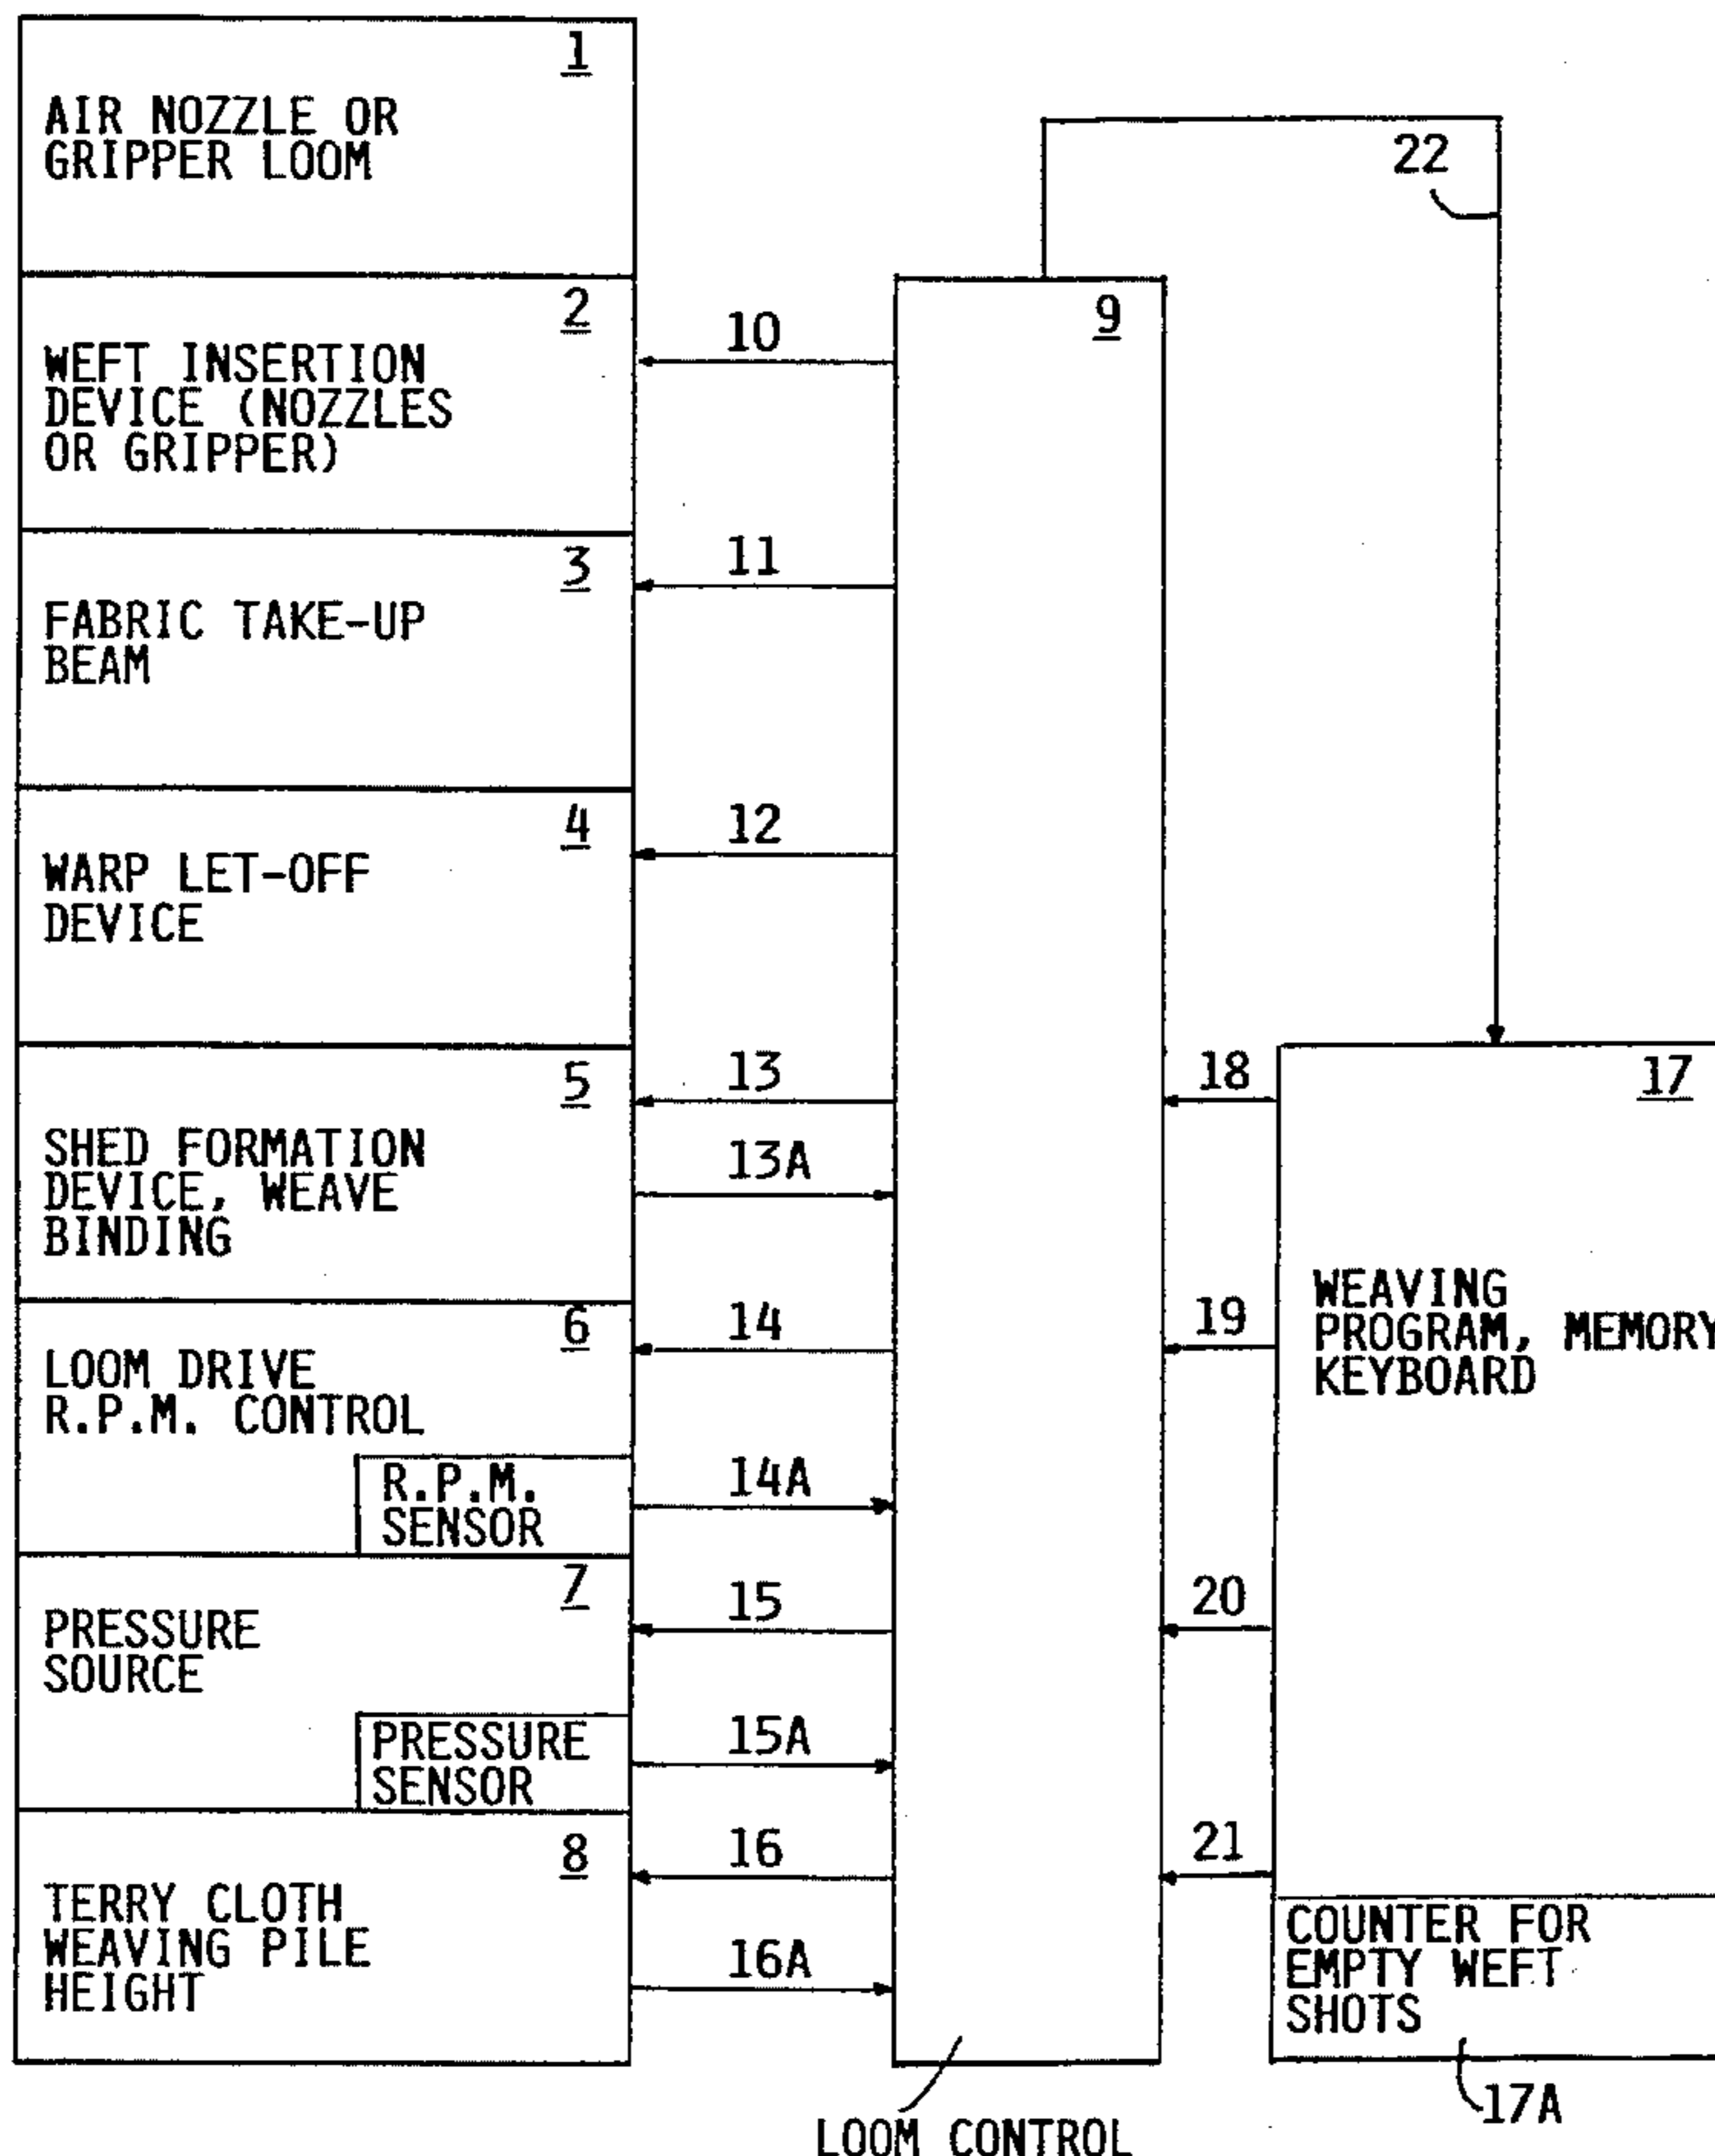 1
AIR NOZZLE OR
GRIPPER LOOM
2
WEFT INSERTION
DEVICE (NOZZLES
OR GRIPPER)
3
FABRIC TAKE-UP
BEAM
4
WARP LET-OFF
DEVICE
5
SHED FORMATION
DEVICE, WEAVE
BINDING
6
LOOM DRIVE
R.P.M. CONTROL
R.P.M.
SENSOR
7
PRESSURE
SOURCE
PRESSURE
SENSOR
8
TERRY CLOTH
WEAVING PILE
HEIGHT
10
11
12
13
13A
14
14A
15
15A
16
16A
9
LOOM CONTROL
22
18
19
20
21
17
WEAVING
PROGRAM, MEMORY
KEYBOARD
COUNTER FOR
EMPTY WEFT
SHOTS
17A